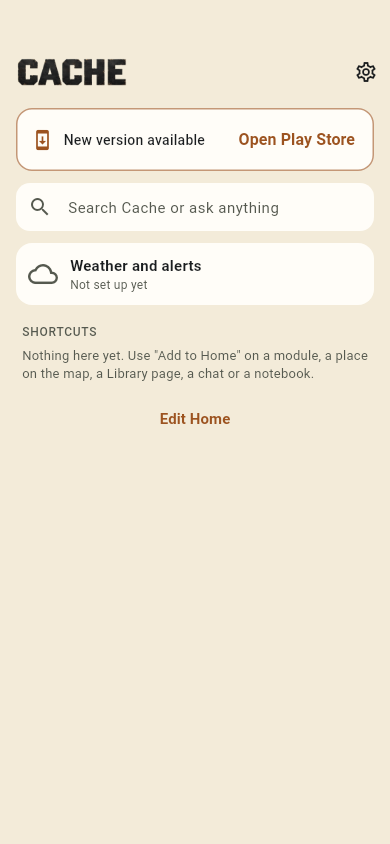 CACHE
New version available
Open Play Store
Search Cache or ask anything
Weather and alerts
Not set up yet
SHORTCUTS
Nothing here yet. Use "Add to Home" on a module, a place
on the map, a Library page, a chat or a notebook.
Edit Home